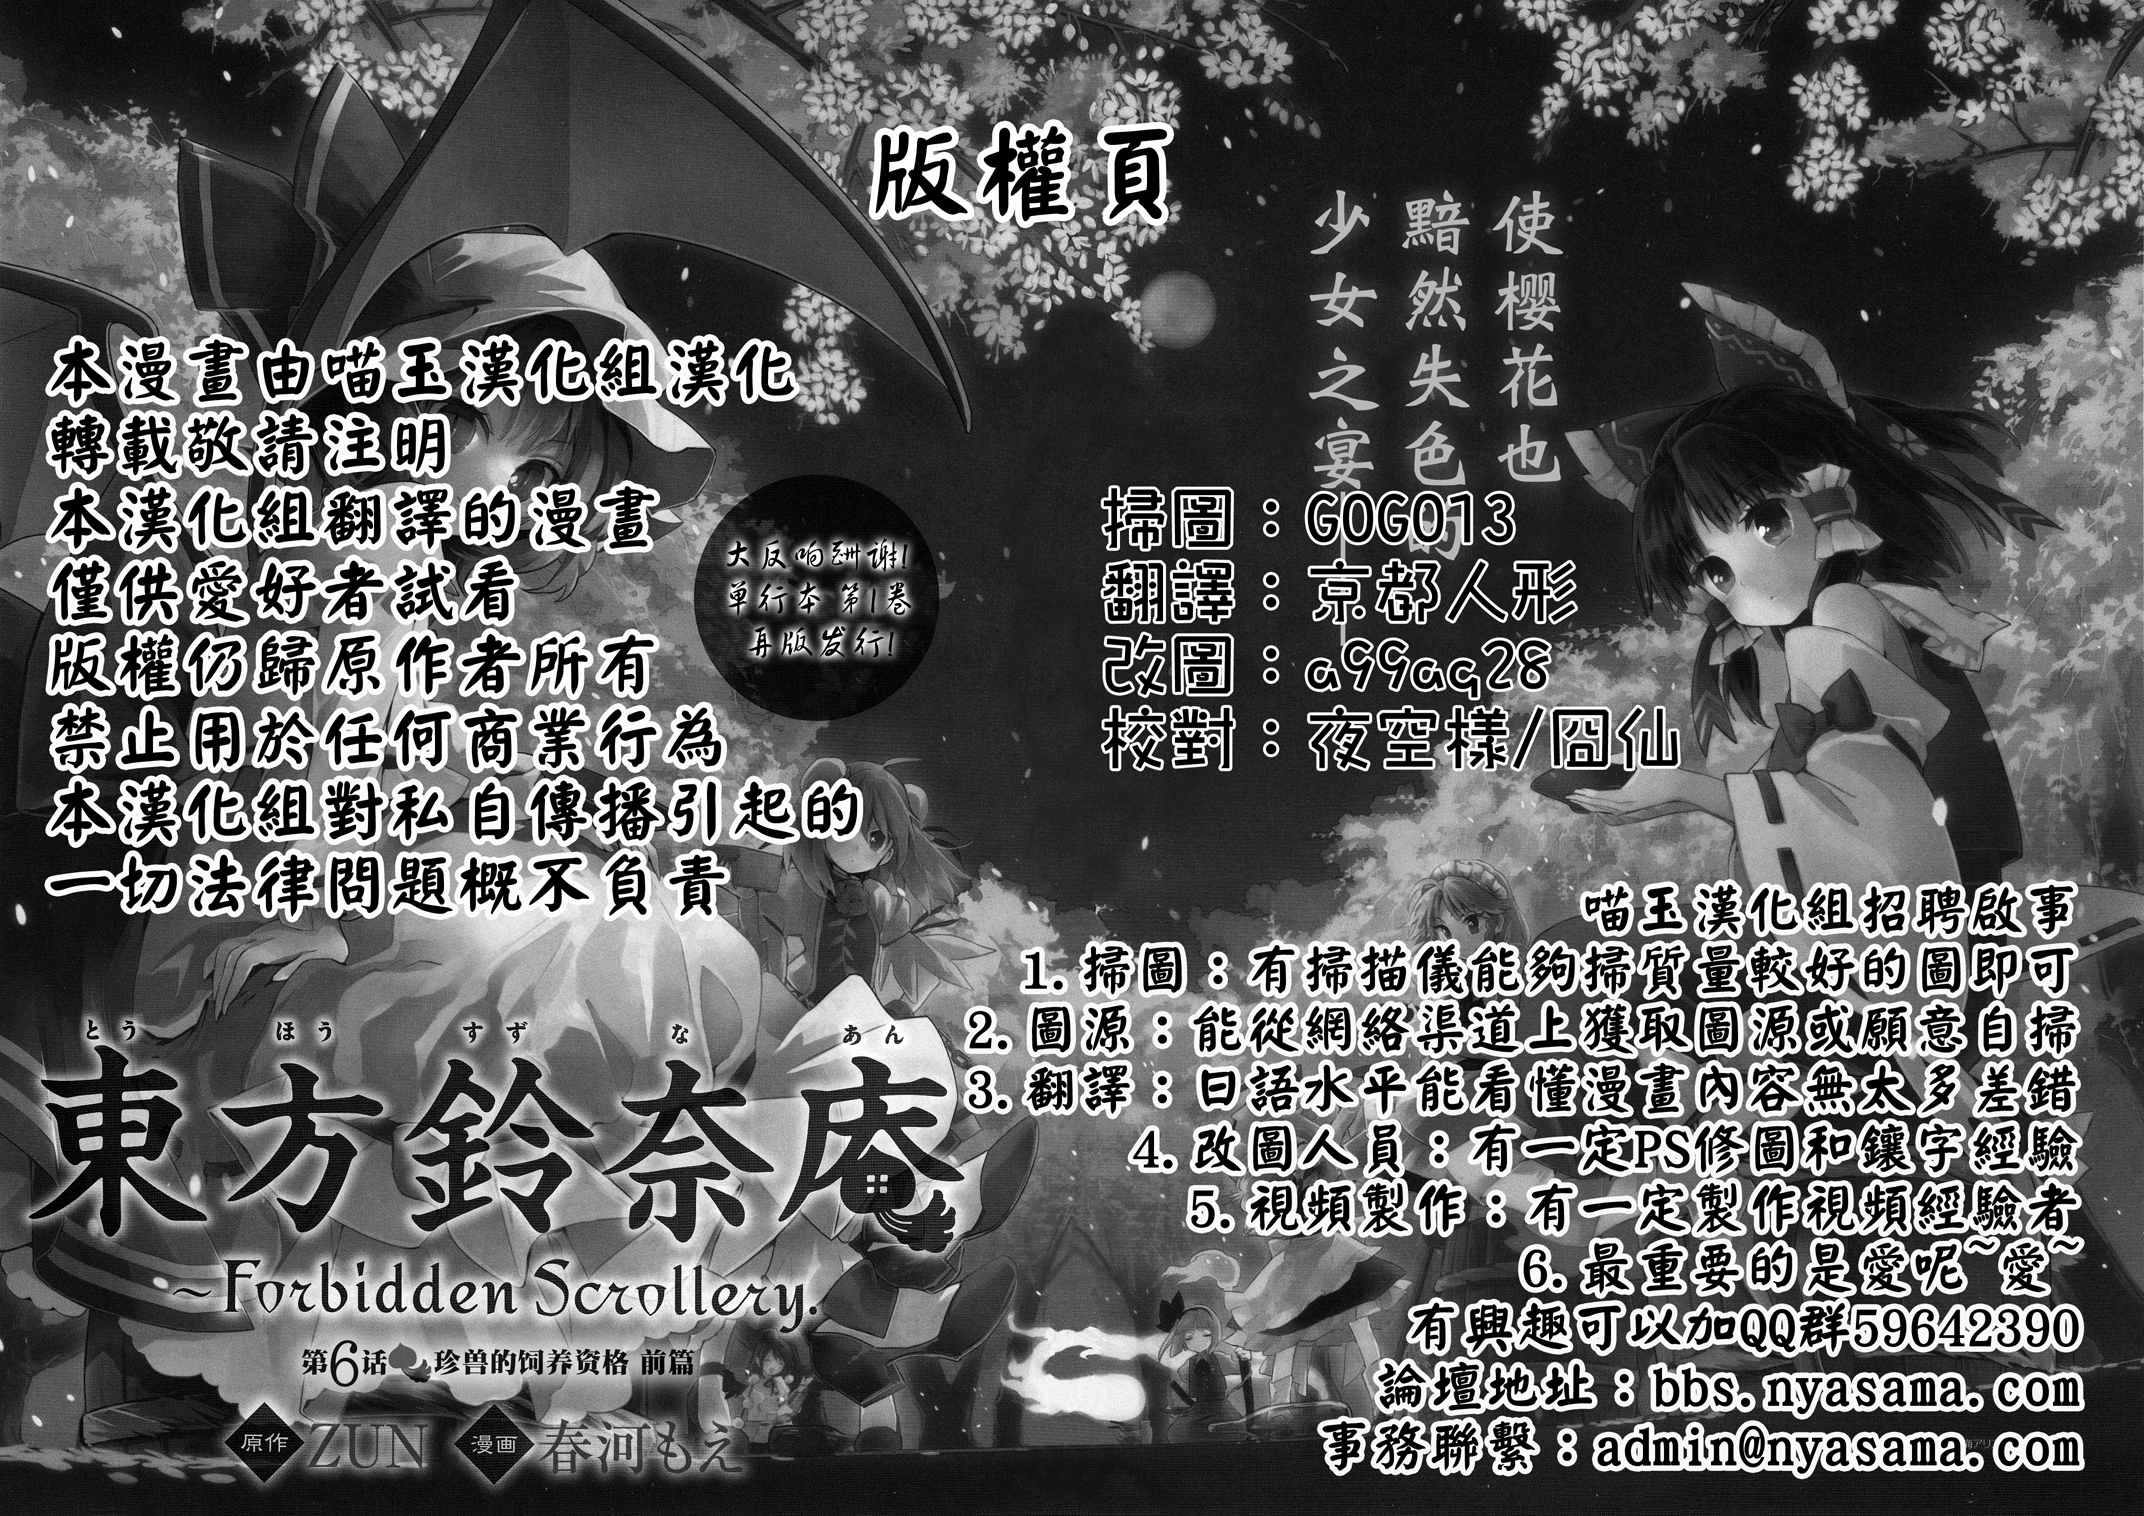 版權頁
使樱花也
黯然失色的
少女之宴──
本漫畫由喵玉漢化組漢化
轉載敬請注明
本漢化組翻譯的漫畫
僅供愛好者試看
版權仍歸原作者所有
禁止用於任何商業行為
本漢化組對私自傳播引起的
一切法律問題概不負責
大反响酬谢!
单行本 第1卷
再版发行!
掃圖：GOGO13
翻譯：京都人形
改圖：a99aq28
校對：夜空樣/囧仙
喵玉漢化組招聘啟事
1.掃圖：有掃描儀能夠掃質量較好的圖即可
2.圖源：能從網絡渠道上獲取圖源或願意自掃
3.翻譯：日語水平能看懂漫畫內容無太多差錯
4.改圖人員：有一定PS修圖和鑲字經驗
5.視頻製作：有一定製作視頻經驗者
6.最重要的是愛呢~愛~
有興趣可以加QQ群59642390
論壇地址：bbs.nyasama.com
事務聯繫：admin@nyasama.com
とう ほう すず な あん
東方鈴奈庵
~Forbidden Scrollery.
第6话 珍兽的饲养资格 前篇
原作 ZUN 漫画 春河もえ